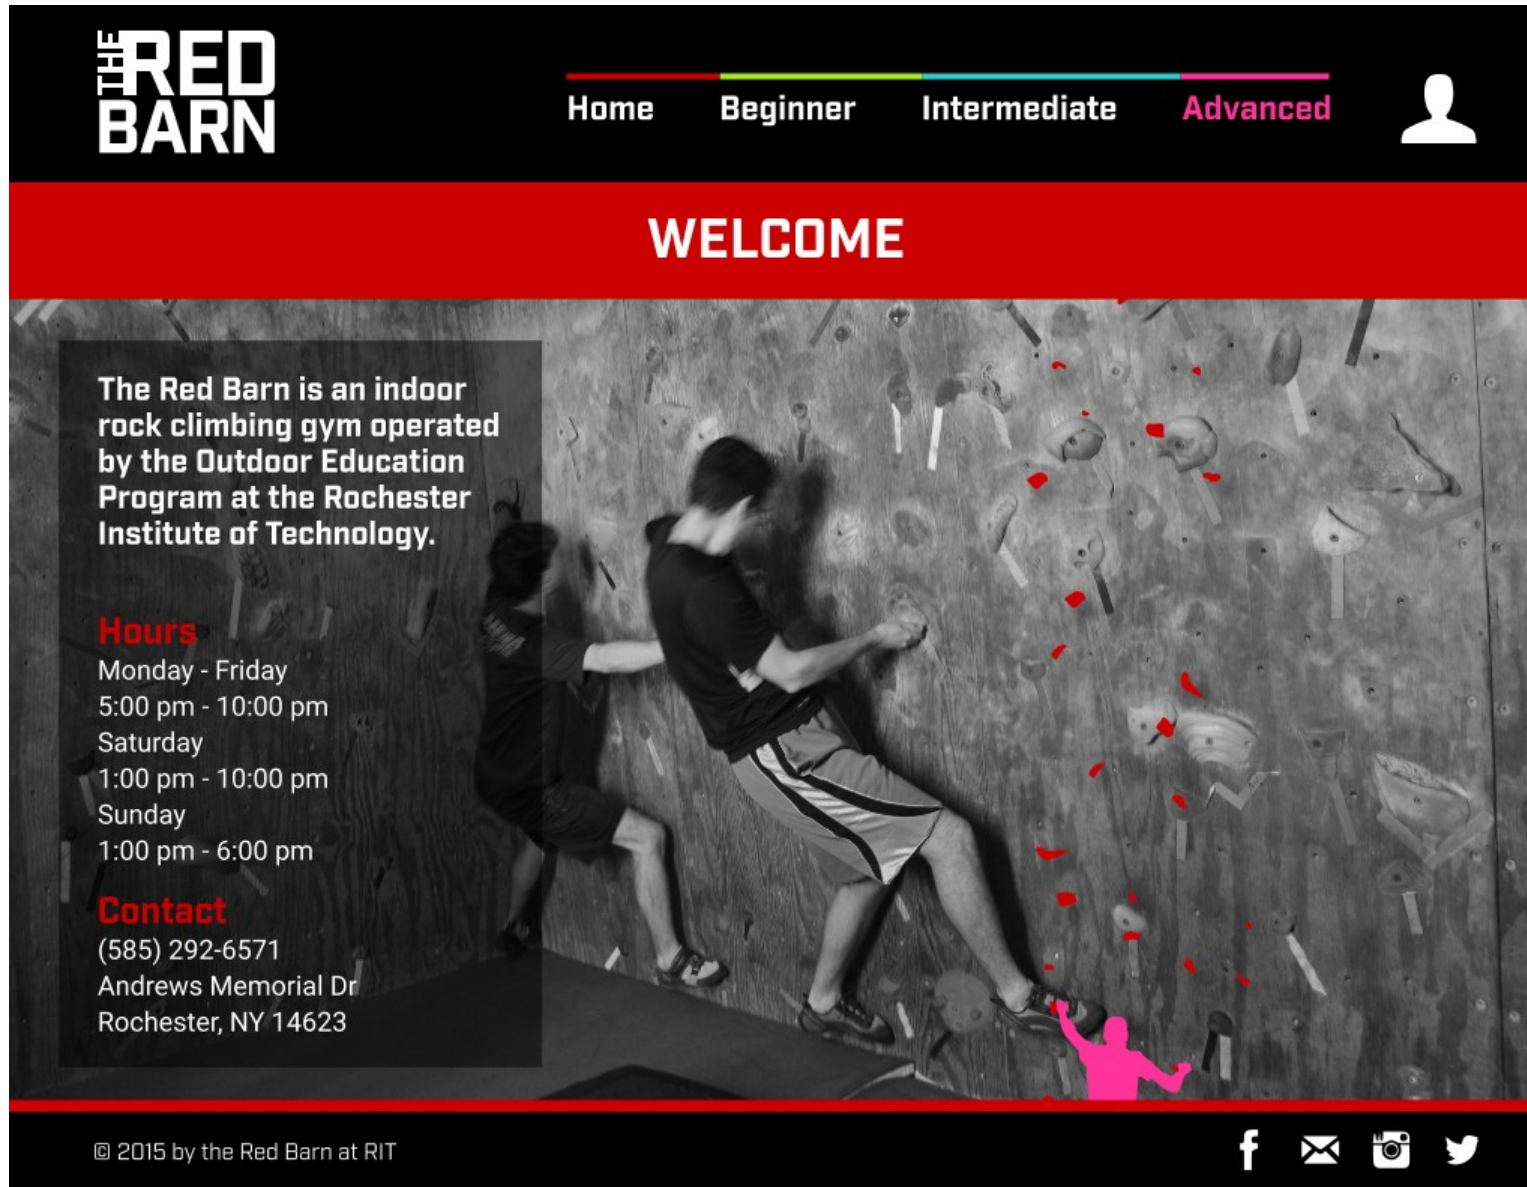 THE RED
BARN
Home Beginner Intermediate Advanced
WELCOME
The Red Barn is an indoor
rock climbing gym operated
by the Outdoor Education
Program at the Rochester
Institute of Technology.
Hours
Monday - Friday
5:00 pm - 10:00 pm
Saturday
1:00 pm - 10:00 pm
Sunday
1:00 pm - 6:00 pm
Contact
(585) 292-6571
Andrews Memorial Dr
Rochester, NY 14623
© 2015 by the Red Barn at RIT